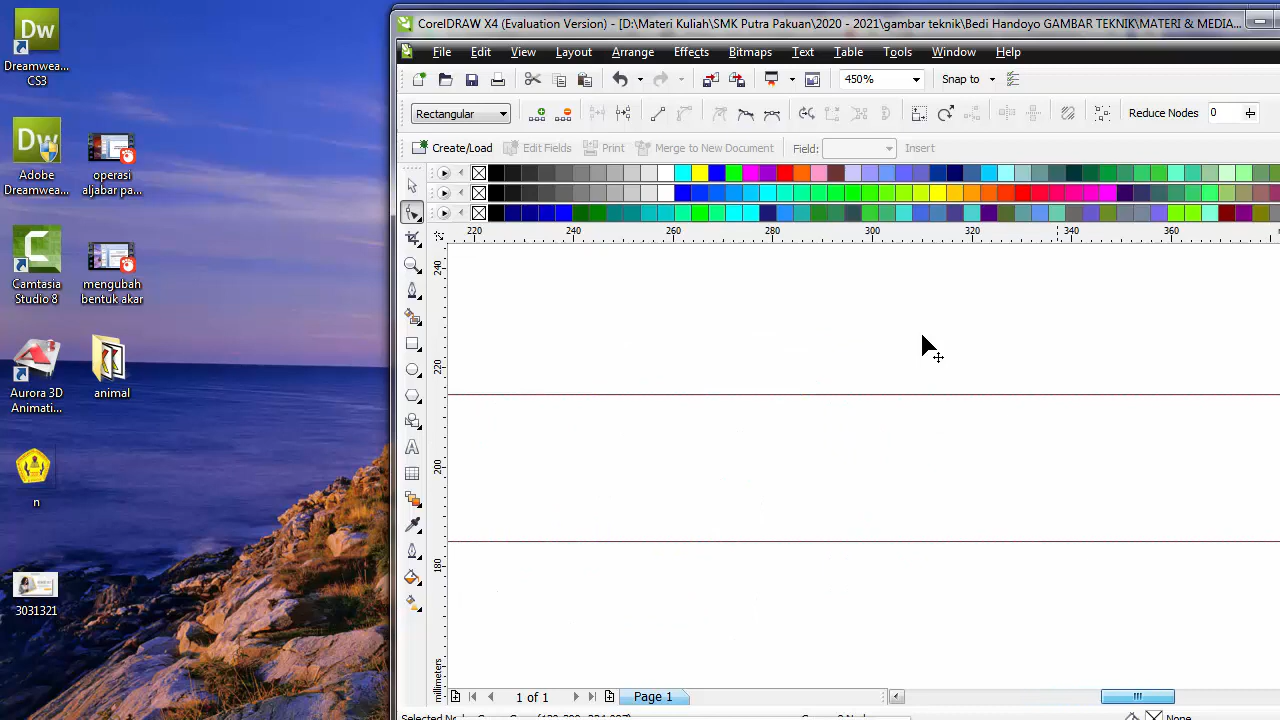 Dreamwea...
CS3
Adobe
Dreamwea...
operasi
aljabar pa...
Camtasia
Studio 8
mengubah
bentuk akar
Aurora 3D
Animati...
animal
n
3031321
CorelDRAW X4 (Evaluation Version) - [D:\Materi Kuliah\SMK Putra Pakuan\2020 - 2021\gambar teknik\Bedi Handoyo GAMBAR TEKNIK\MATERI & MEDIA...
File Edit View Layout Arrange Effects Bitmaps Text Table Tools Window Help
450% Snap to
Rectangular Reduce Nodes 0
Create/Load Edit Fields Print Merge to New Document Field: Insert
220 240 260 280 300 320 340 360
240
220
200
180
millimeters
1 of 1 Page 1
None